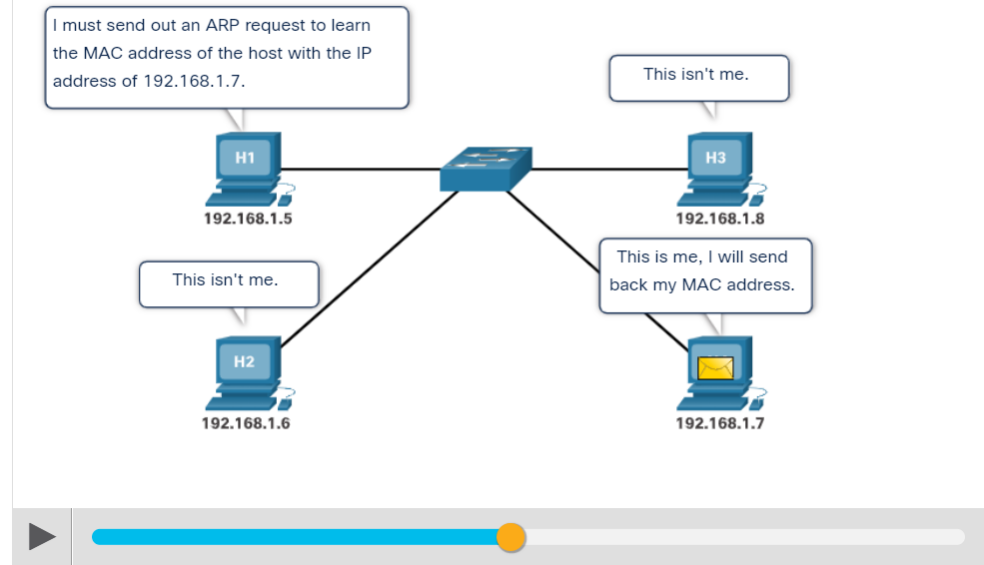 I must send out an ARP request to learn
the MAC address of the host with the IP
address of 192.168.1.7.
This isn't me.
H1
H3
192.168.1.5
192.168.1.8
This isn't me.
This is me, I will send
back my MAC address.
H2
192.168.1.6
192.168.1.7